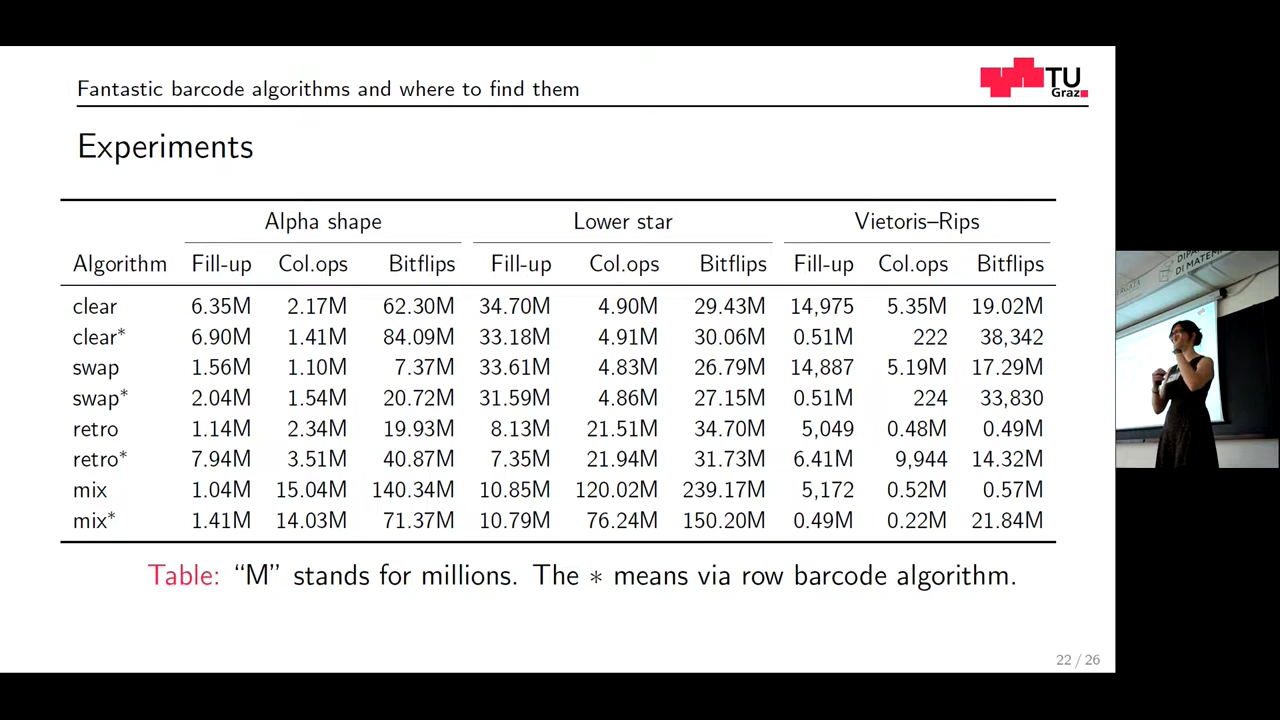 Fantastic barcode algorithms and where to find them
TU
Graz
Experiments
Alpha shape Lower star Vietoris–Rips
Algorithm Fill-up Col.ops Bitflips Fill-up Col.ops Bitflips Fill-up Col.ops Bitflips
clear 6.35M 2.17M 62.30M 34.70M 4.90M 29.43M 14,975 5.35M 19.02M
clear* 6.90M 1.41M 84.09M 33.18M 4.91M 30.06M 0.51M 222 38,342
swap 1.56M 1.10M 7.37M 33.61M 4.83M 26.79M 14,887 5.19M 17.29M
swap* 2.04M 1.54M 20.72M 31.59M 4.86M 27.15M 0.51M 224 33,830
retro 1.14M 2.34M 19.93M 8.13M 21.51M 34.70M 5,049 0.48M 0.49M
retro* 7.94M 3.51M 40.87M 7.35M 21.94M 31.73M 6.41M 9,944 14.32M
mix 1.04M 15.04M 140.34M 10.85M 120.02M 239.17M 5,172 0.52M 0.57M
mix* 1.41M 14.03M 71.37M 10.79M 76.24M 150.20M 0.49M 0.22M 21.84M
Table: “M” stands for millions. The * means via row barcode algorithm.
22 / 26